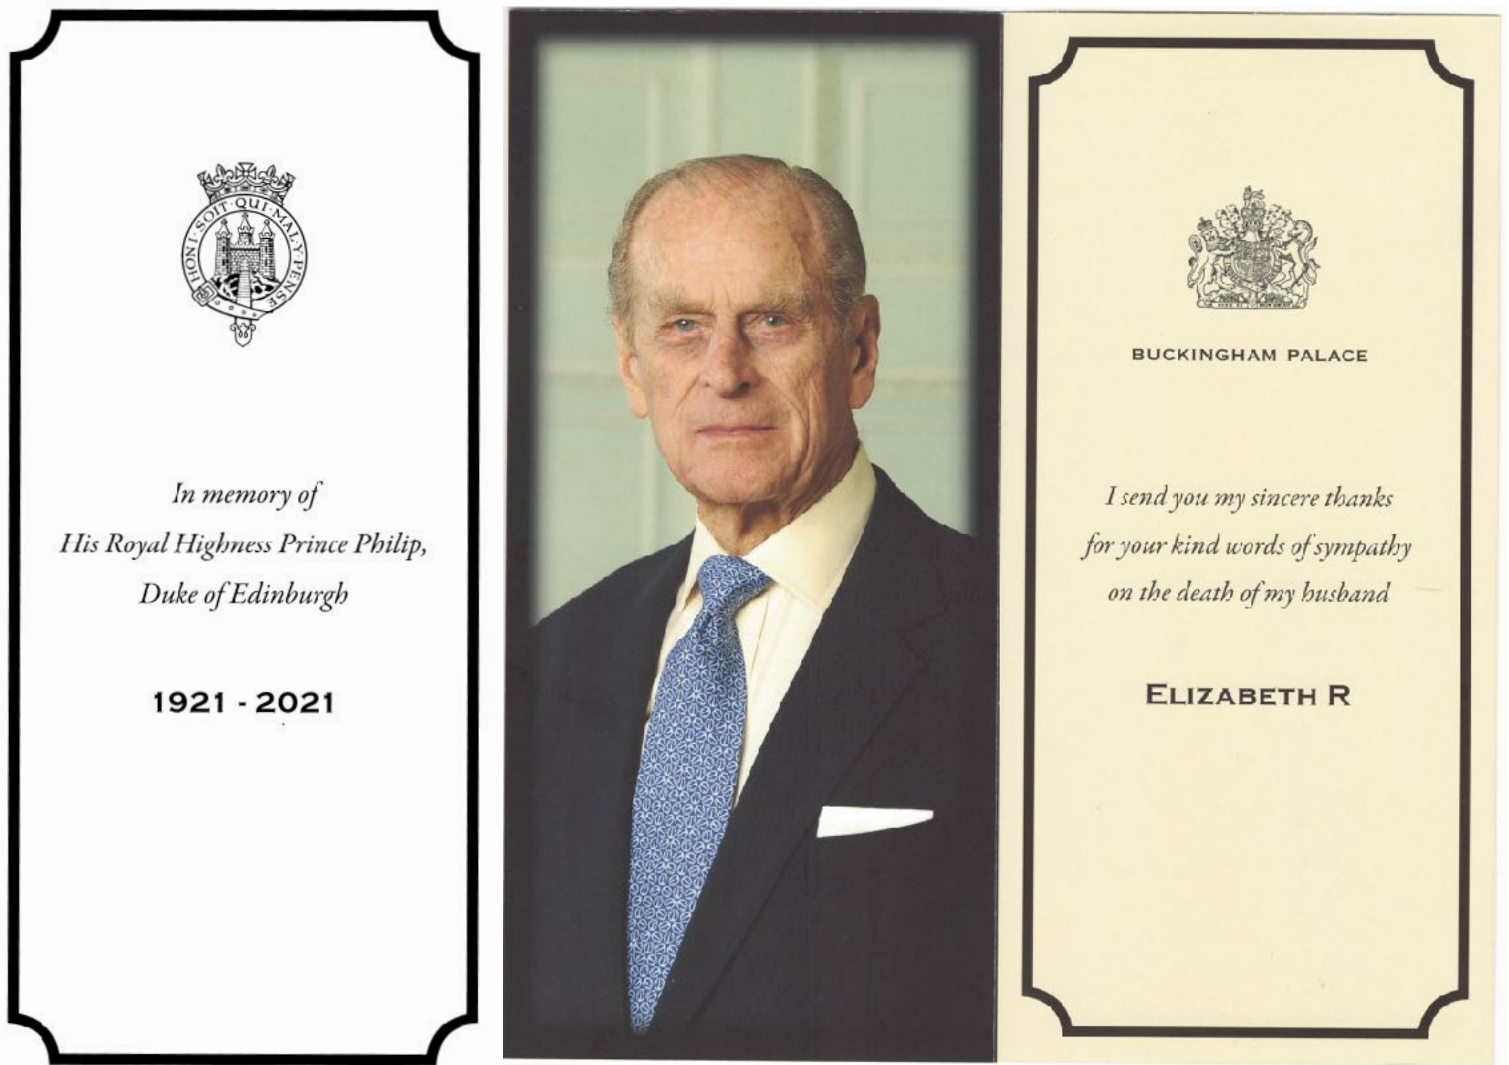 HONI·SOIT·QUI·MAL·Y·PENSE
In memory of
His Royal Highness Prince Philip,
Duke of Edinburgh
1921 - 2021
BUCKINGHAM PALACE
I send you my sincere thanks
for your kind words of sympathy
on the death of my husband
ELIZABETH R